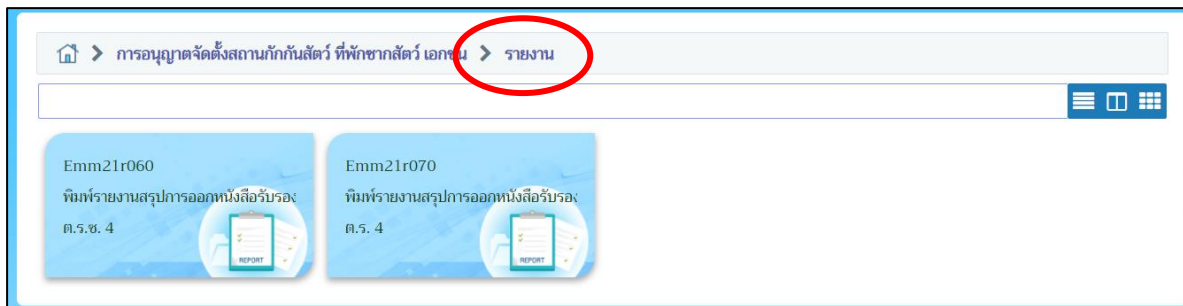 การอนุญาตจัดตั้งสถานกักกันสัตว์ ที่พักซากสัตว์ เอกชน > รายงาน
Emm21r060
พิมพ์รายงานสรุปการออกหนังสือรับรอง
ต.ร.ซ. 4
REPORT
Emm21r070
พิมพ์รายงานสรุปการออกหนังสือรับรอง
ต.ร. 4
REPORT